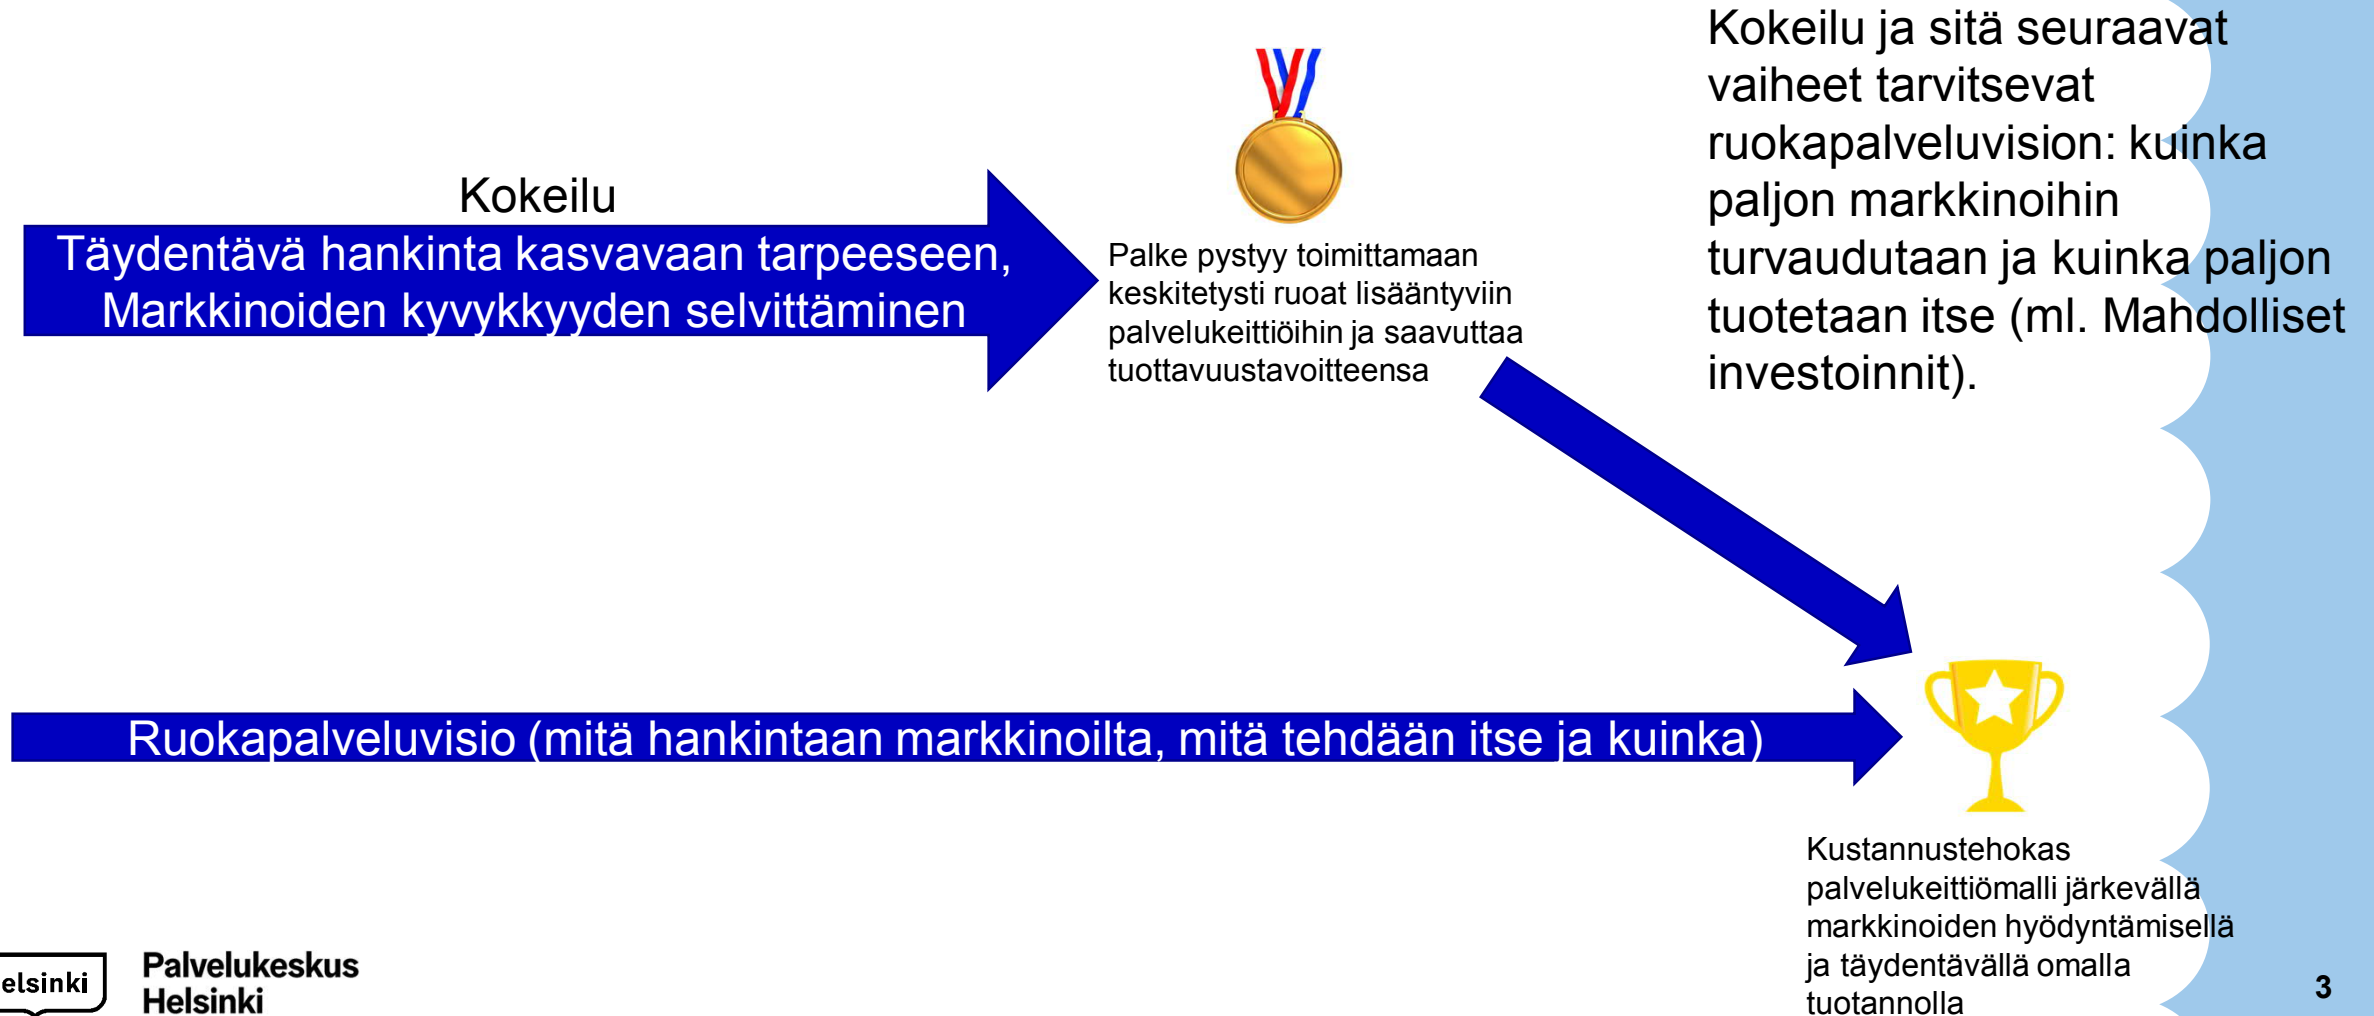 Kokeilu ja sitä seuraavat
vaiheet tarvitsevat
ruokapalveluvision: kuinka
paljon markkinoihin
turvaudutaan ja kuinka paljon
tuotetaan itse (ml. Mahdolliset
investoinnit).
Kokeilu
Täydentävä hankinta kasvavaan tarpeeseen,
Markkinoiden kyvykkyyden selvittäminen
Palke pystyy toimittamaan
keskitetysti ruoat lisääntyviin
palvelukeittiöihin ja saavuttaa
tuottavuustavoitteensa
Ruokapalveluvisio (mitä hankintaan markkinoilta, mitä tehdään itse ja kuinka)
Kustannustehokas
palvelukeittiömalli järkevällä
markkinoiden hyödyntämisellä
ja täydentävällä omalla
tuotannolla
elsinki
Palvelukeskus
Helsinki
3